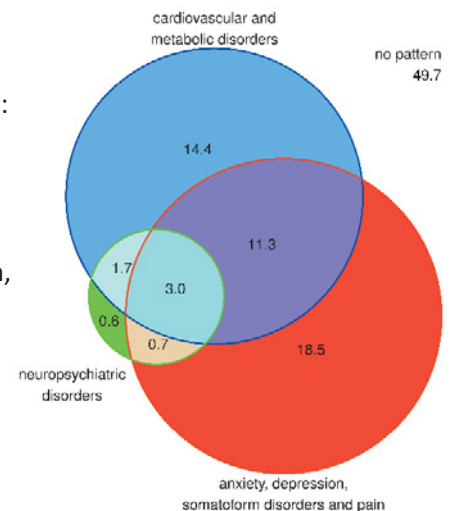 cardiovascular and
metabolic disorders
no pattern
49.7
:
14.4
11.3
1.7
3.0
,
0.6
0.7
18.5
neuropsychiatric
disorders
anxiety, depression,
somatoform disorders and pain